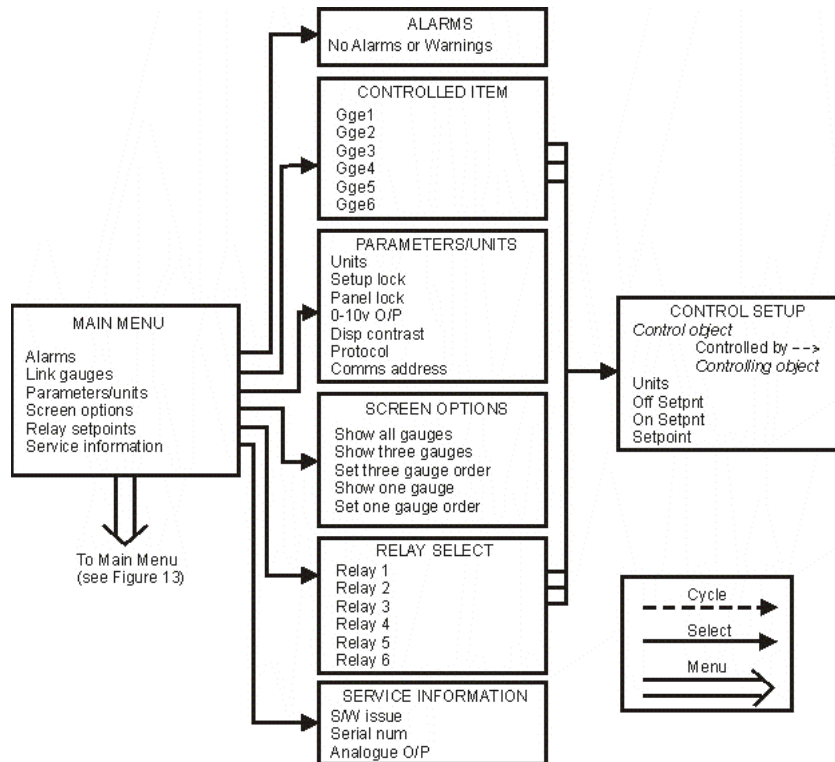 ALARMS
No Alarms or Warnings
CONTROLLED ITEM
Gge1
Gge2
Gge3
Gge4
Gge5
Gge6
PARAMETERS/UNITS
Units
Setup lock
Panel lock
0-10v O/P
Disp contrast
Protocol
Comms address
MAIN MENU
Alarms
Link gauges
Parameters/units
Screen options
Relay setpoints
Service information
To Main Menu
(see Figure 13)
SCREEN OPTIONS
Show all gauges
Show three gauges
Set three gauge order
Show one gauge
Set one gauge order
RELAY SELECT
Relay 1
Relay 2
Relay 3
Relay 4
Relay 5
Relay 6
SERVICE INFORMATION
S/W issue
Serial num
Analogue O/P
CONTROL SETUP
Control object
Controlled by -->
Controlling object
Units
Off Setpnt
On Setpnt
Setpoint
Cycle
Select
Menu